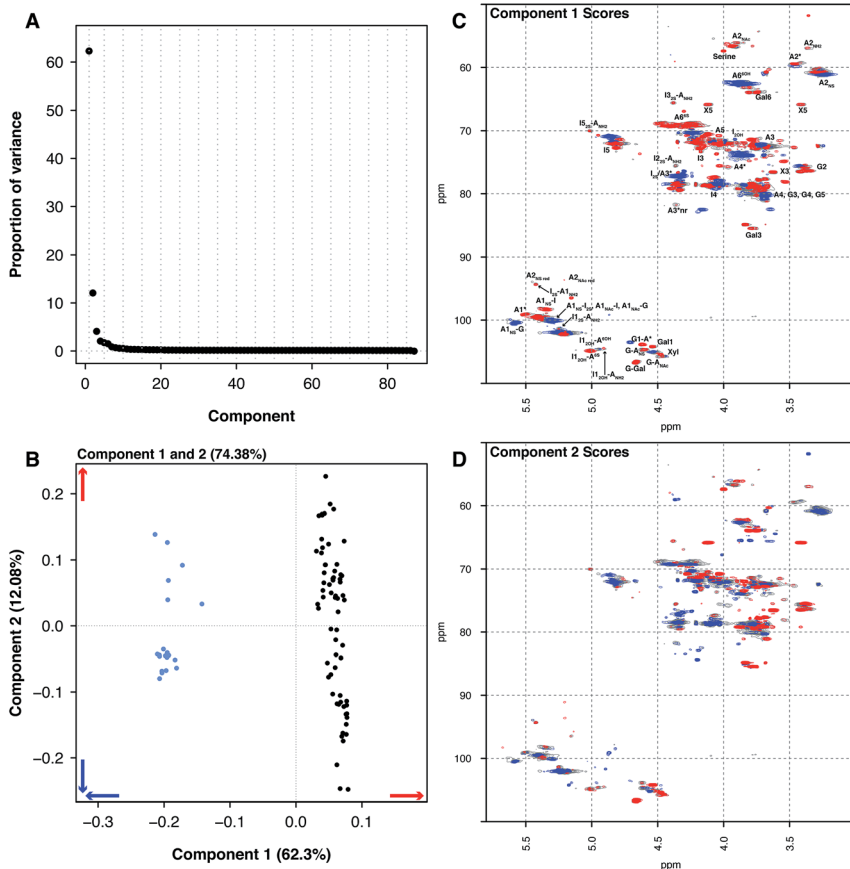 A
Proportion of variance
60
50
40
30
20
10
0
0
20
40
60
80
Component
B
Component 1 and 2 (74.38%)
Component 2 (12.08%)
0.2
0.1
0.0
−0.1
−0.2
−0.3
−0.2
−0.1
0.0
0.1
Component 1 (62.3%)
C
Component 1 Scores
A2NAc
Serine
A2NH2
A2*
A66OH
A2NS
I32S-ANH2
Gal6
X5
X5
A66S
I52S-ANH2
A5
I2OH
A3
I5
I3
I22S-ANH2
A4*
X3
G2
I2S/A3*
I4
A4, G3, G4, G5
A3*nr
Gal3
A2NS red
A2NAc red
I2S-A1NH2
A1NS-I
A1NS-I2S, A1NAc-I, A1NAc-G
A1*
A1NS-G
I12S-ANH2
I12OH-A6OH
G1-A*
Gal1
I12OH-A6S
G-A
Xyl
G-ANAc
I12OH-ANH2
G-Gal
60
70
80
90
100
ppm
5.5
5.0
4.5
4.0
3.5
ppm
D
Component 2 Scores
60
70
80
90
100
ppm
5.5
5.0
4.5
4.0
3.5
ppm